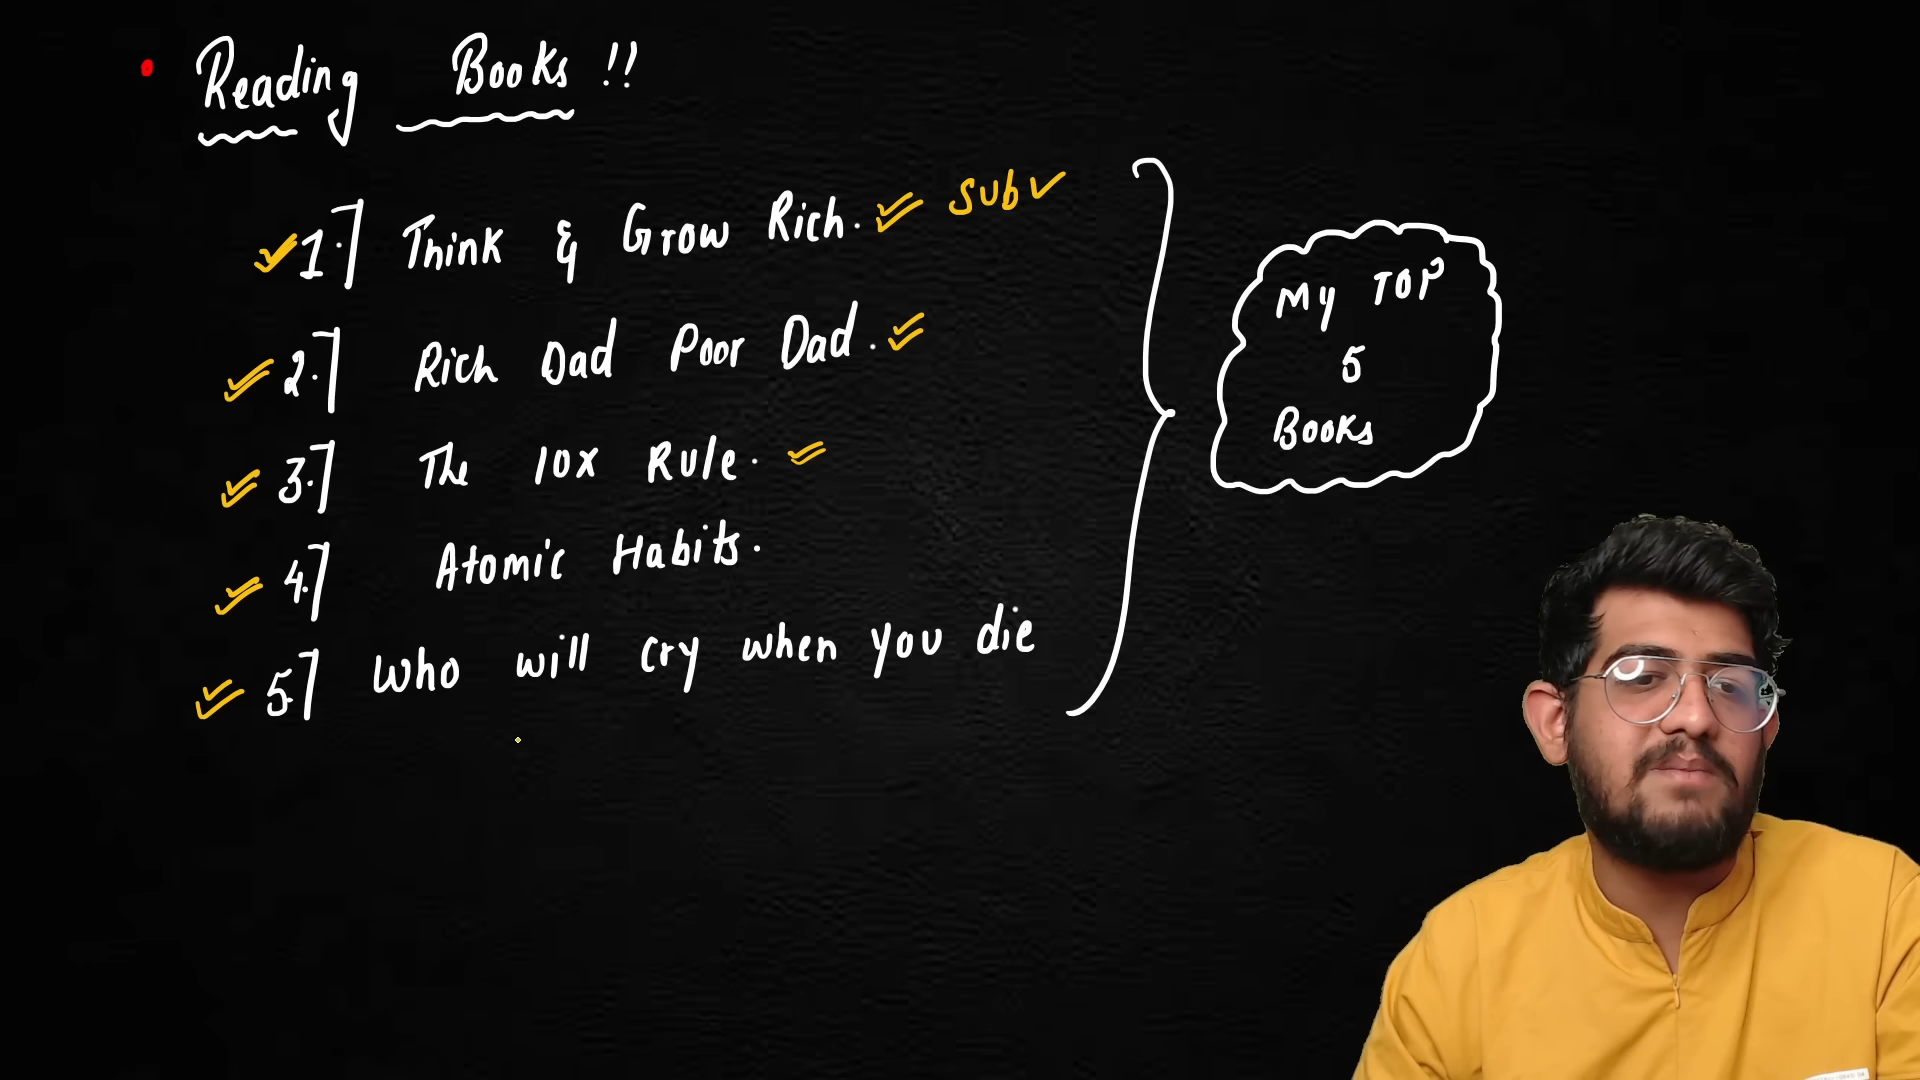 Reading Books !!
1.] Think & Grow Rich. sub
2.] Rich Dad Poor Dad.
3.] The 10x Rule.
4.] Atomic Habits.
5] Who will cry when you die
My TOP
5
Books